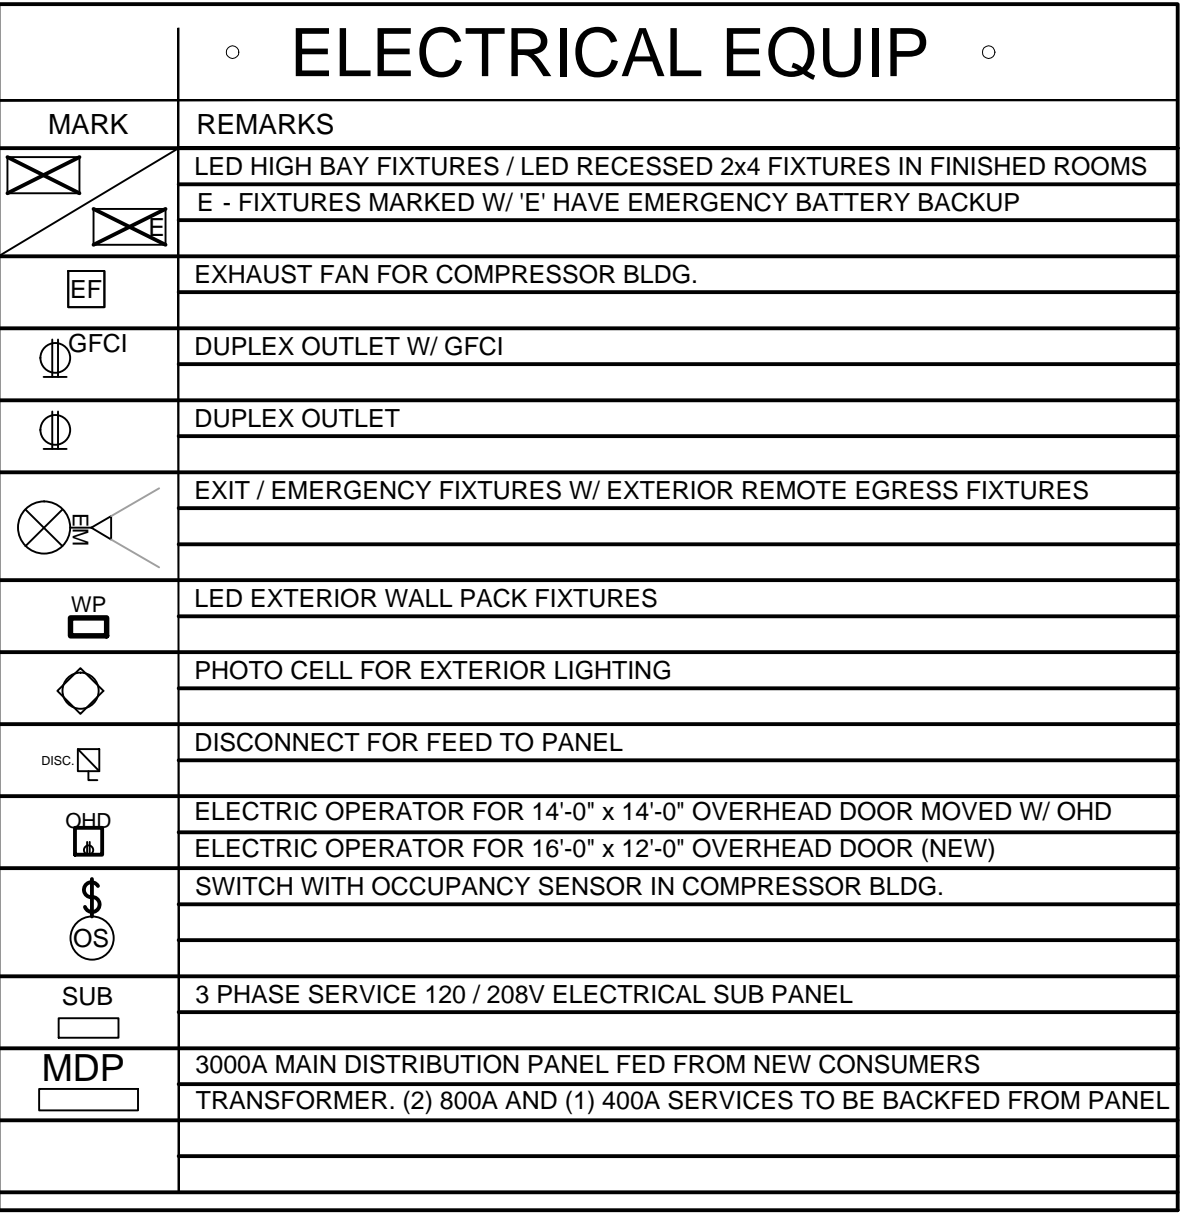 ELECTRICAL EQUIP
MARK REMARKS
LED HIGH BAY FIXTURES / LED RECESSED 2x4 FIXTURES IN FINISHED ROOMS
E - FIXTURES MARKED W/ 'E' HAVE EMERGENCY BATTERY BACKUP
E
EF EXHAUST FAN FOR COMPRESSOR BLDG.
GFCI DUPLEX OUTLET W/ GFCI
DUPLEX OUTLET
EXIT / EMERGENCY FIXTURES W/ EXTERIOR REMOTE EGRESS FIXTURES
EM
WP LED EXTERIOR WALL PACK FIXTURES
PHOTO CELL FOR EXTERIOR LIGHTING
DISC. DISCONNECT FOR FEED TO PANEL
OHD ELECTRIC OPERATOR FOR 14'-0" x 14'-0" OVERHEAD DOOR MOVED W/ OHD
ELECTRIC OPERATOR FOR 16'-0" x 12'-0" OVERHEAD DOOR (NEW)
$ SWITCH WITH OCCUPANCY SENSOR IN COMPRESSOR BLDG.
OS
SUB 3 PHASE SERVICE 120 / 208V ELECTRICAL SUB PANEL
MDP 3000A MAIN DISTRIBUTION PANEL FED FROM NEW CONSUMERS
TRANSFORMER. (2) 800A AND (1) 400A SERVICES TO BE BACKFED FROM PANEL